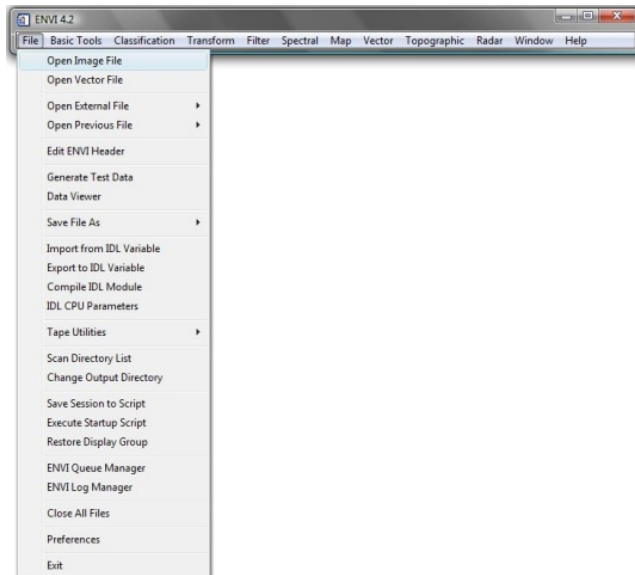 ENVI 4.2
File Basic Tools Classification Transform Filter Spectral Map Vector Topographic Radar Window Help
Open Image File
Open Vector File
Open External File
Open Previous File
Edit ENVI Header
Generate Test Data
Data Viewer
Save File As
Import from IDL Variable
Export to IDL Variable
Compile IDL Module
IDL CPU Parameters
Tape Utilities
Scan Directory List
Change Output Directory
Save Session to Script
Execute Startup Script
Restore Display Group
ENVI Queue Manager
ENVI Log Manager
Close All Files
Preferences
Exit